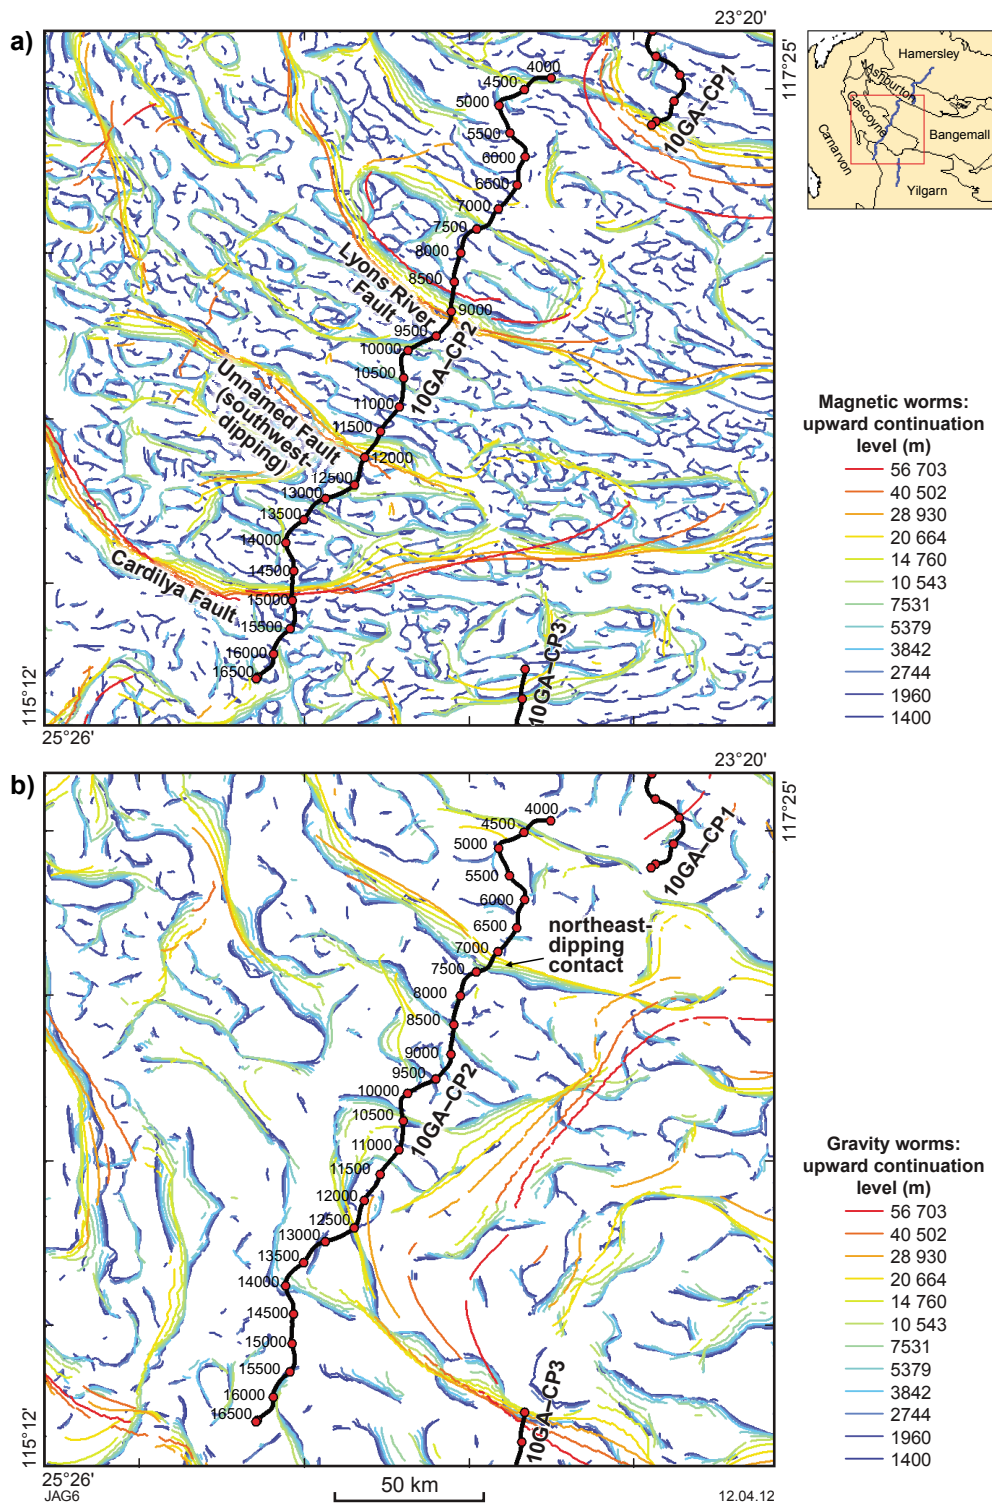 23°20'
a)
117°25'
4000
4500
5000
5500
6000
6500
7000
7500
8000
8500
9000
9500
10000
10500
11000
11500
12000
12500
13000
13500
14000
14500
15000
15500
16000
16500
10GA–CP1
10GA–CP2
10GA–CP3
Lyons River
Fault
Unnamed Fault
(southwest-
dipping)
Cardilya Fault
115°12'
25°26'
Hamersley
Ashburton
Gascoyne
Bangemall
Carnarvon
Yilgarn
Magnetic worms:
upward continuation
level (m)
56 703
40 502
28 930
20 664
14 760
10 543
7531
5379
3842
2744
1960
1400
b)
23°20'
117°25'
4000
4500
5000
5500
6000
6500
7000
7500
8000
8500
9000
9500
10000
10500
11000
11500
12000
12500
13000
13500
14000
14500
15000
15500
16000
16500
10GA–CP1
10GA–CP2
10GA–CP3
northeast-
dipping
contact
115°12'
25°26'
Gravity worms:
upward continuation
level (m)
56 703
40 502
28 930
20 664
14 760
10 543
7531
5379
3842
2744
1960
1400
JAG6
50 km
12.04.12